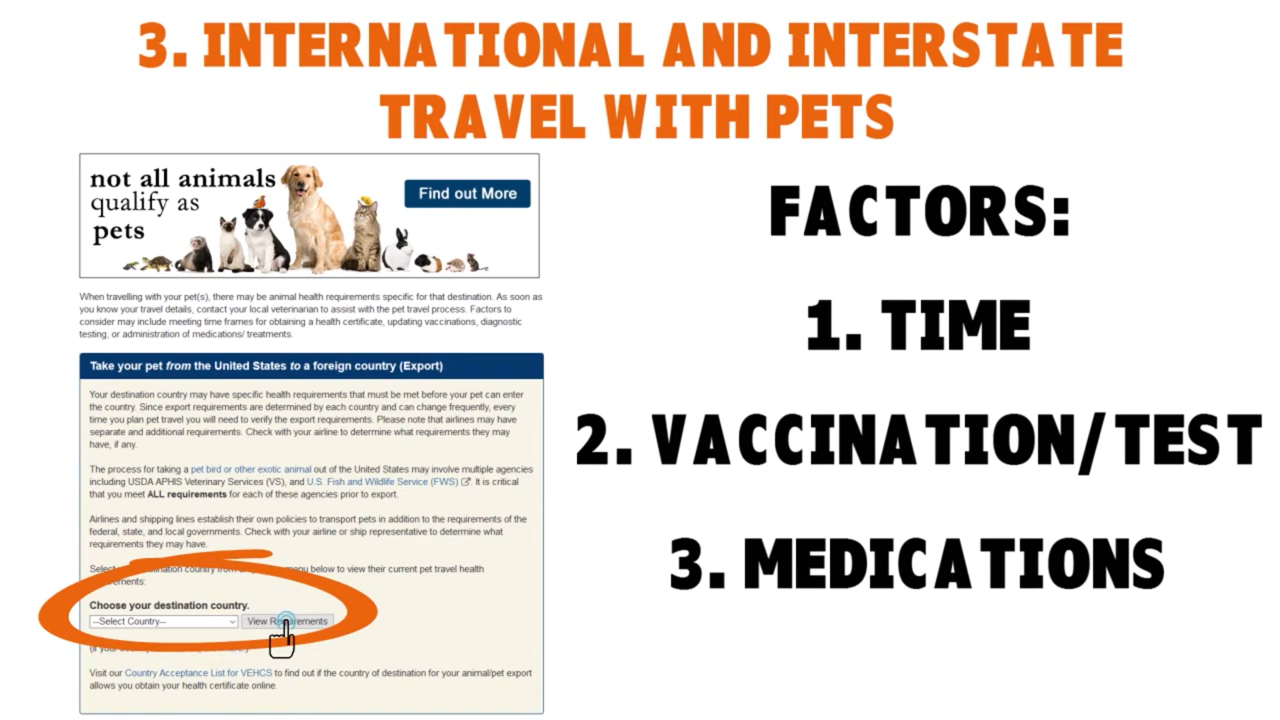 3. INTERNATIONAL AND INTERSTATE
TRAVEL WITH PETS
not all animals
qualify as
pets
Find out More
When travelling with your pet(s), there may be animal health requirements specific for that destination. As soon as
you know your travel details, contact your local veterinarian to assist with the pet travel process. Factors to
consider may include meeting time frames for obtaining a health certificate, updating vaccinations, diagnostic
testing, or administration of medications/ treatments.
Take your pet from the United States to a foreign country (Export)
Your destination country may have specific health requirements that must be met before your pet can enter
the country. Since export requirements are determined by each country and can change frequently, every
time you plan pet travel you will need to verify the export requirements. Please note that airlines may have
separate and additional requirements. Check with your airline to determine what requirements they may
have, if any.
The process for taking a pet bird or other exotic animal out of the United States may involve multiple agencies
including USDA APHIS Veterinary Services (VS), and U.S. Fish and Wildlife Service (FWS). It is critical
that you meet ALL requirements for each of these agencies prior to export.
Airlines and shipping lines establish their own policies to transport pets in addition to the requirements of the
federal, state, and local governments. Check with your airline or ship representative to determine what
requirements they may have.
menu below to view their current pet travel health
Choose your destination country.
--Select Country-- View Requirements
Visit our Country Acceptance List for VEHCS to find out if the country of destination for your animal/pet export
allows you obtain your health certificate online.
FACTORS:
1. TIME
2. VACCINATION/TEST
3. MEDICATIONS